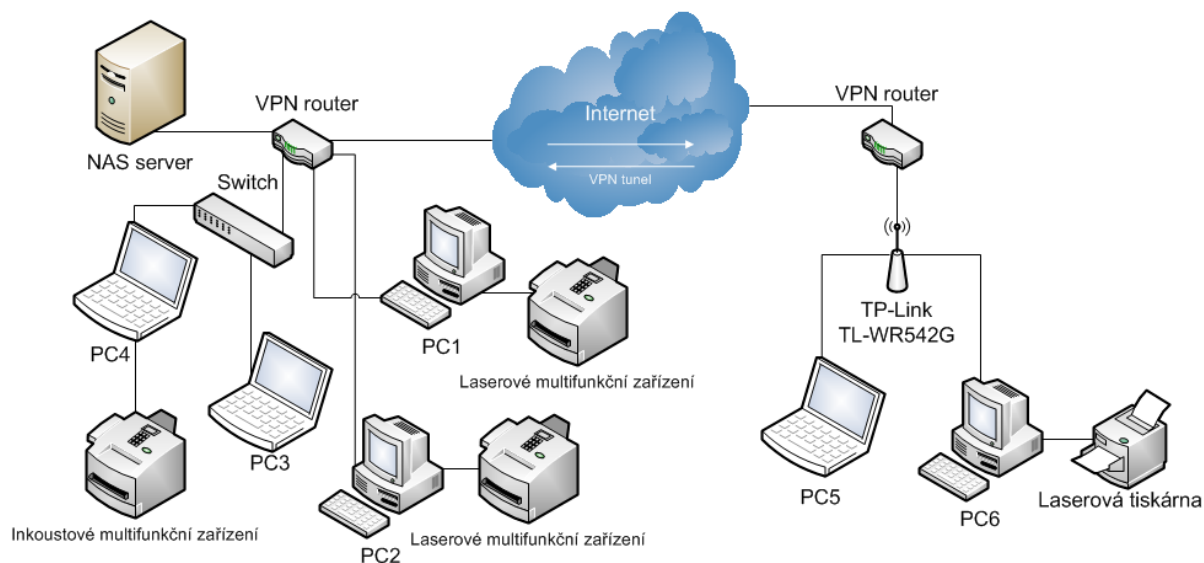 VPN router
Internet
VPN tunel
VPN router
NAS server
Switch
TP-Link
TL-WR542G
PC4
PC1
Laserové multifunkční zařízení
PC3
PC5
PC6
Laserová tiskárna
Inkoustové multifunkční zařízení
PC2
Laserové multifunkční zařízení